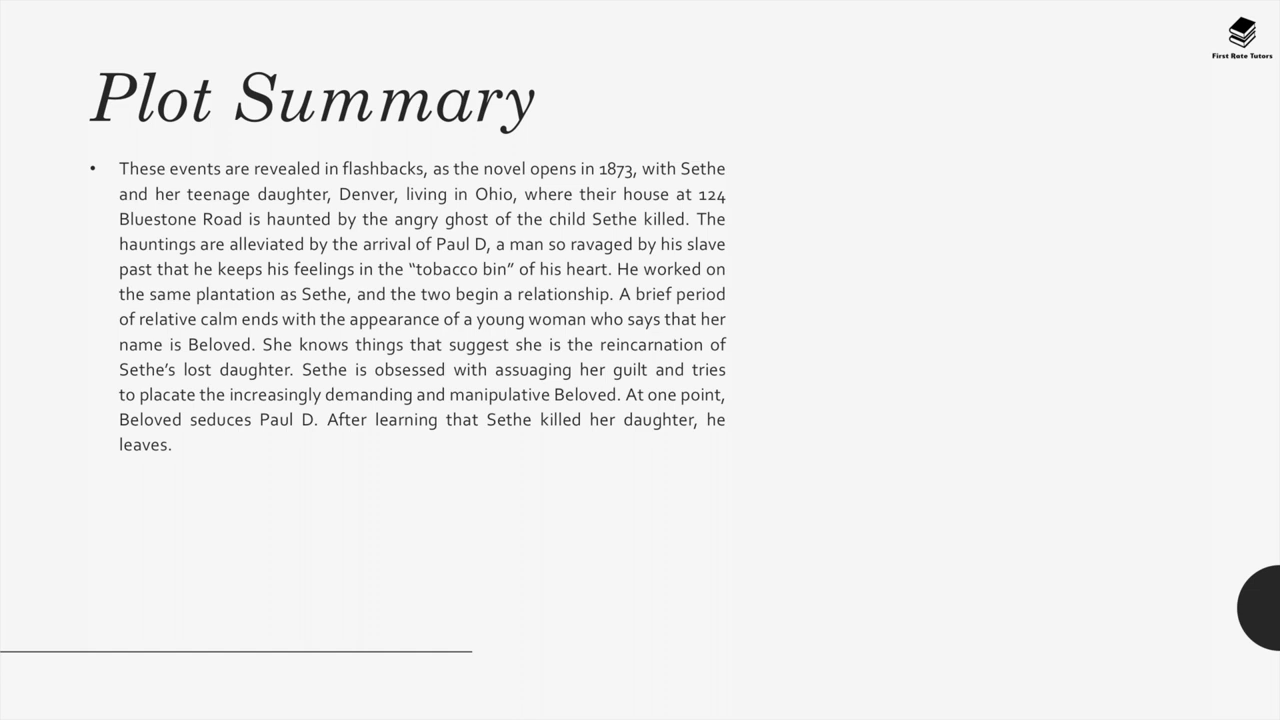 First Rate Tutors
Plot Summary
• These events are revealed in flashbacks, as the novel opens in 1873, with Sethe
and her teenage daughter, Denver, living in Ohio, where their house at 124
Bluestone Road is haunted by the angry ghost of the child Sethe killed. The
hauntings are alleviated by the arrival of Paul D, a man so ravaged by his slave
past that he keeps his feelings in the “tobacco bin” of his heart. He worked on
the same plantation as Sethe, and the two begin a relationship. A brief period
of relative calm ends with the appearance of a young woman who says that her
name is Beloved. She knows things that suggest she is the reincarnation of
Sethe’s lost daughter. Sethe is obsessed with assuaging her guilt and tries
to placate the increasingly demanding and manipulative Beloved. At one point,
Beloved seduces Paul D. After learning that Sethe killed her daughter, he
leaves.